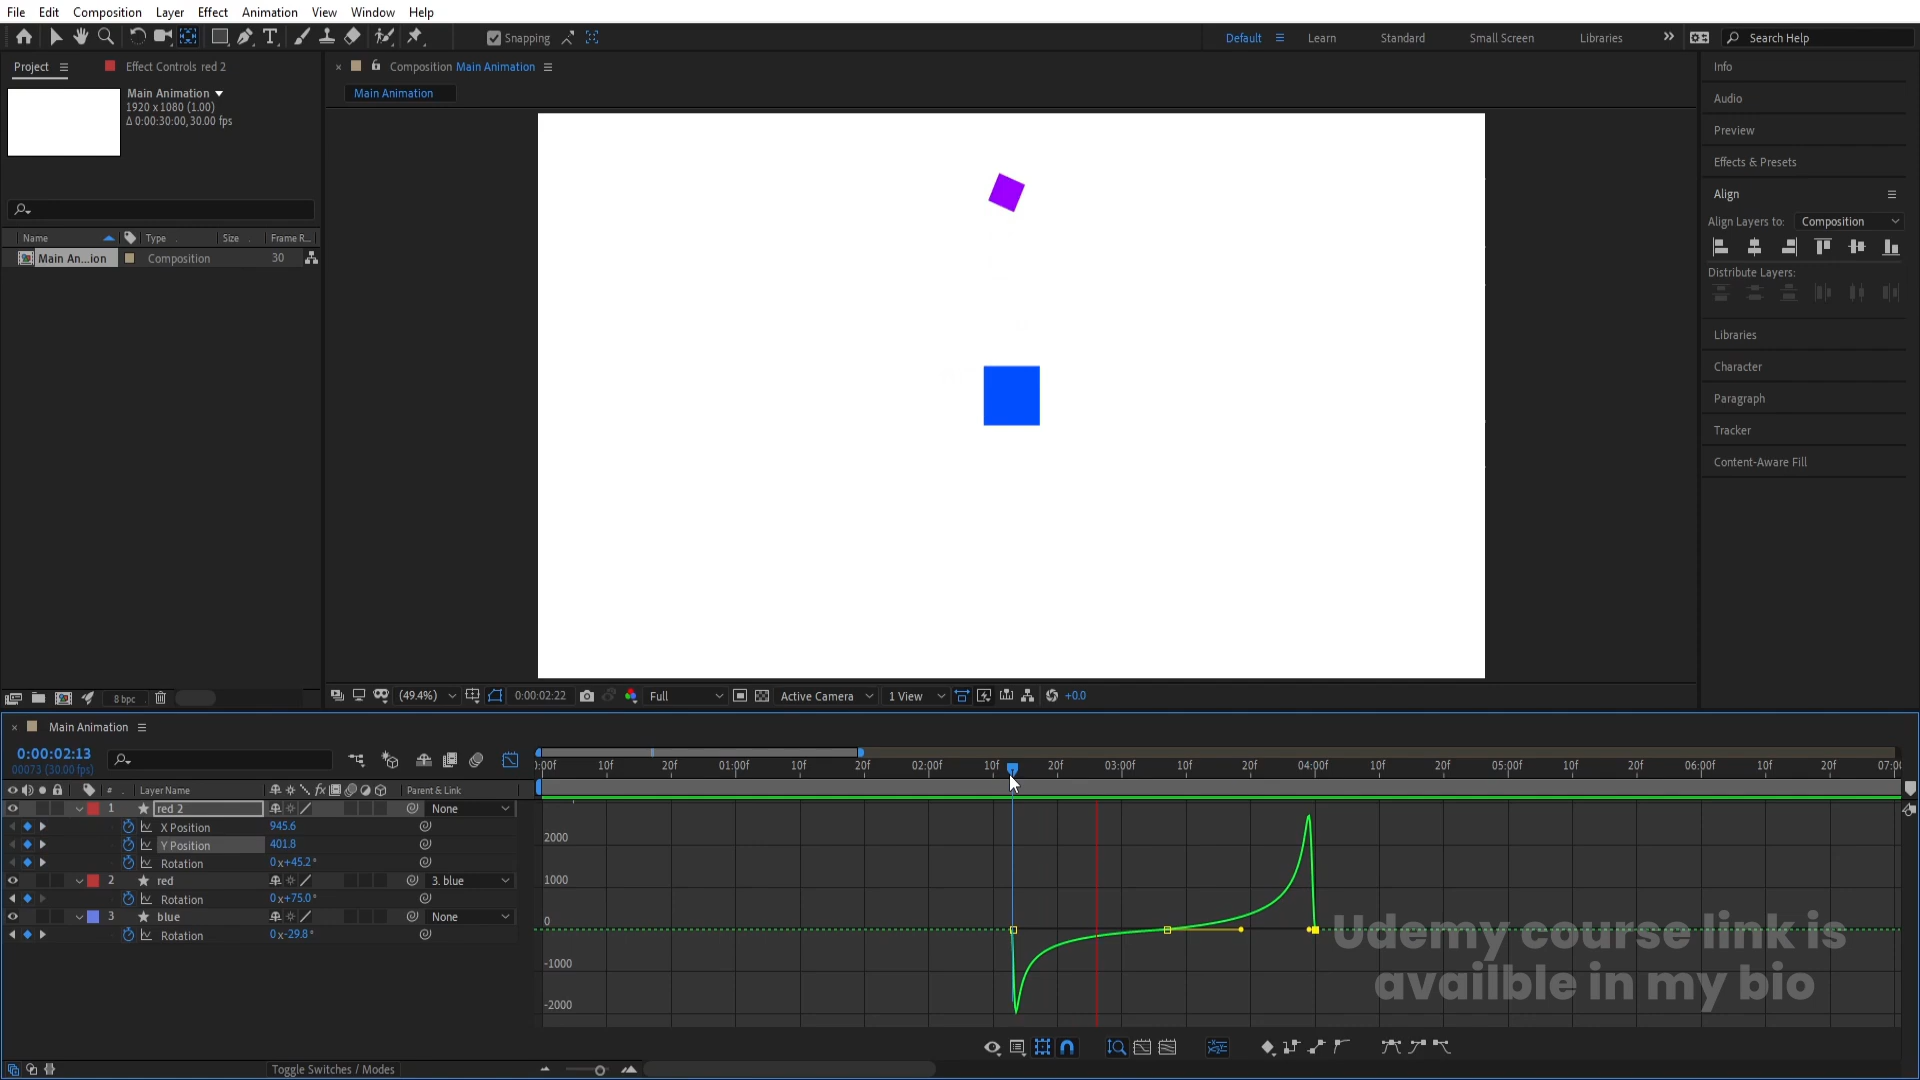 File Edit Composition Layer Effect Animation View Window Help
Snapping Default Learn Standard Small Screen Libraries Search Help
Project Effect Controls red 2
Main Animation
1920 x 1080 (1.00)
Δ 0:00:30:00, 30.00 fps
Name Type Size Frame R...
Main An...ion Composition 30
8 bpc
Composition Main Animation
Main Animation
(49.4%) 0:00:02:22 Full Active Camera 1 View +0.0
Info
Audio
Preview
Effects & Presets
Align
Align Layers to: Composition
Distribute Layers:
Libraries
Character
Paragraph
Tracker
Content-Aware Fill
Main Animation
0:00:02:13
00073 (30.00 fps)
# Layer Name fx Parent & Link
1 red 2 None
X Position 945.6
Y Position 401.8
Rotation 0x+45.2°
2 red 3. blue
Rotation 0x+75.0°
3 blue None
Rotation 0x-29.8°
Toggle Switches / Modes
:00f 10f 20f 01:00f 10f 20f 02:00f 10f 20f 03:00f 10f 20f 04:00f 10f 20f 05:00f 10f 20f 06:00f 10f 20f 07:0
2000
1000
0
-1000
-2000
Udemy course link is
availble in my bio